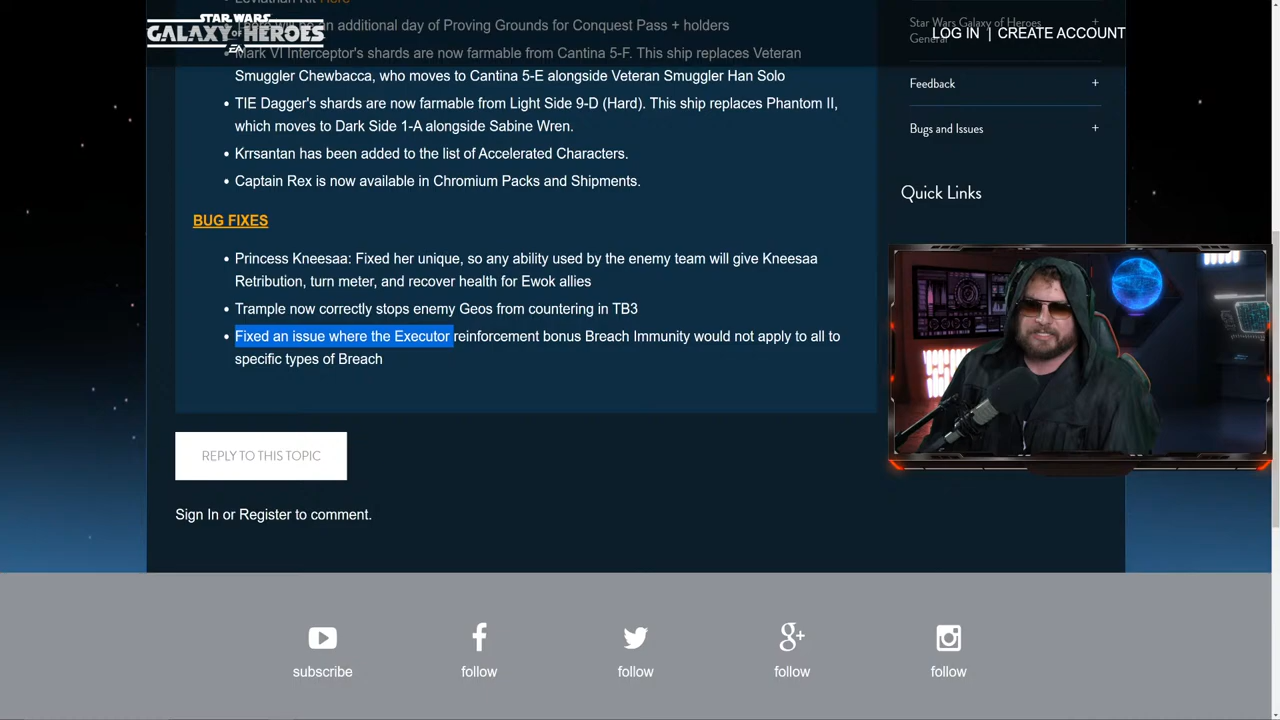 Leviathan Kit Here
There will be an additional day of Proving Grounds for Conquest Pass + holders
Mark VI Interceptor's shards are now farmable from Cantina 5-F. This ship replaces Veteran
Smuggler Chewbacca, who moves to Cantina 5-E alongside Veteran Smuggler Han Solo
TIE Dagger's shards are now farmable from Light Side 9-D (Hard). This ship replaces Phantom II,
which moves to Dark Side 1-A alongside Sabine Wren.
Krrsantan has been added to the list of Accelerated Characters.
Captain Rex is now available in Chromium Packs and Shipments.
BUG FIXES
Princess Kneesaa: Fixed her unique, so any ability used by the enemy team will give Kneesaa
Retribution, turn meter, and recover health for Ewok allies
Trample now correctly stops enemy Geos from countering in TB3
Fixed an issue where the Executor reinforcement bonus Breach Immunity would not apply to all to
specific types of Breach
REPLY TO THIS TOPIC
Sign In or Register to comment.
STAR WARS
GALAXY OF HEROES
EA
LOG IN | CREATE ACCOUNT
Star Wars Galaxy of Heroes +
General
Feedback +
Bugs and Issues +
Quick Links
subscribe
follow
follow
g+
follow
follow